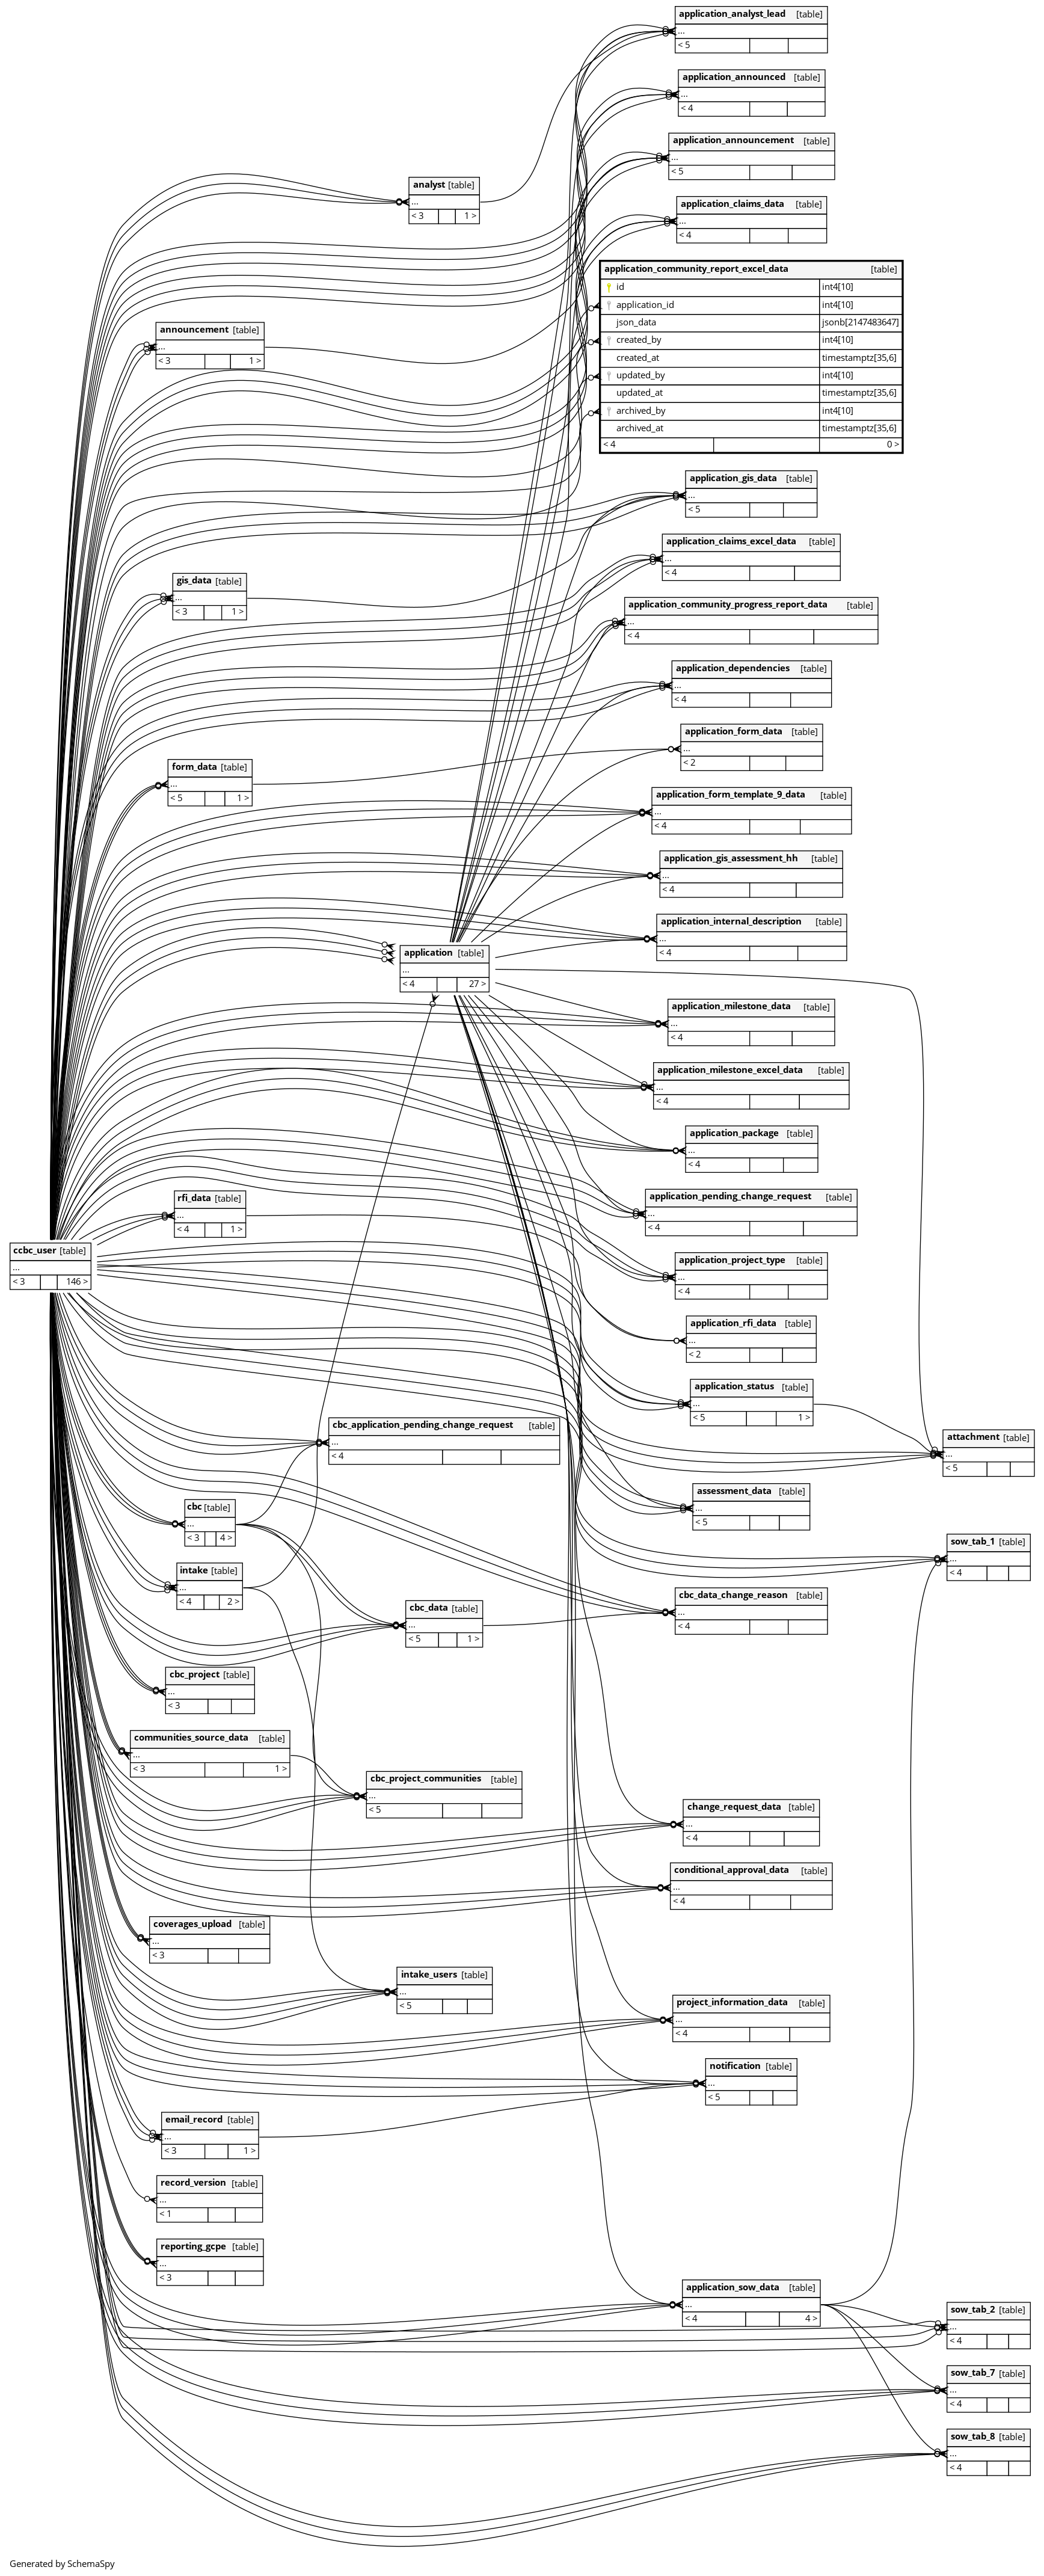 application_analyst_lead [table]
...
< 5
application_announced [table]
...
< 4
application_announcement [table]
...
< 5
analyst [table]
...
< 3 1 >
application_claims_data [table]
...
< 4
application_community_report_excel_data [table]
id int4[10]
application_id int4[10]
json_data jsonb[2147483647]
created_by int4[10]
created_at timestamptz[35,6]
updated_by int4[10]
updated_at timestamptz[35,6]
archived_by int4[10]
archived_at timestamptz[35,6]
< 4 0 >
announcement [table]
...
< 3 1 >
application_gis_data [table]
...
< 5
application_claims_excel_data [table]
...
< 4
gis_data [table]
...
< 3 1 >
application_community_progress_report_data [table]
...
< 4
application_dependencies [table]
...
< 4
application_form_data [table]
...
< 2
form_data [table]
...
< 5 1 >
application_form_template_9_data [table]
...
< 4
application_gis_assessment_hh [table]
...
< 4
application_internal_description [table]
...
< 4
application [table]
...
< 4 27 >
application_milestone_data [table]
...
< 4
application_milestone_excel_data [table]
...
< 4
application_package [table]
...
< 4
application_pending_change_request [table]
...
< 4
rfi_data [table]
...
< 4 1 >
ccbc_user [table]
...
< 3 146 >
application_project_type [table]
...
< 4
application_rfi_data [table]
...
< 2
application_status [table]
...
< 5 1 >
cbc_application_pending_change_request [table]
...
< 4
attachment [table]
...
< 5
assessment_data [table]
...
< 5
cbc [table]
...
< 3 4 >
sow_tab_1 [table]
...
< 4
intake [table]
...
< 4 2 >
cbc_data_change_reason [table]
...
< 4
cbc_data [table]
...
< 5 1 >
cbc_project [table]
...
< 3
communities_source_data [table]
...
< 3 1 >
cbc_project_communities [table]
...
< 5
change_request_data [table]
...
< 4
conditional_approval_data [table]
...
< 4
coverages_upload [table]
...
< 3
intake_users [table]
...
< 5
project_information_data [table]
...
< 4
notification [table]
...
< 5
email_record [table]
...
< 3 1 >
record_version [table]
...
< 1
reporting_gcpe [table]
...
< 3
application_sow_data [table]
...
< 4 4 >
sow_tab_2 [table]
...
< 4
sow_tab_7 [table]
...
< 4
sow_tab_8 [table]
...
< 4
Generated by SchemaSpy